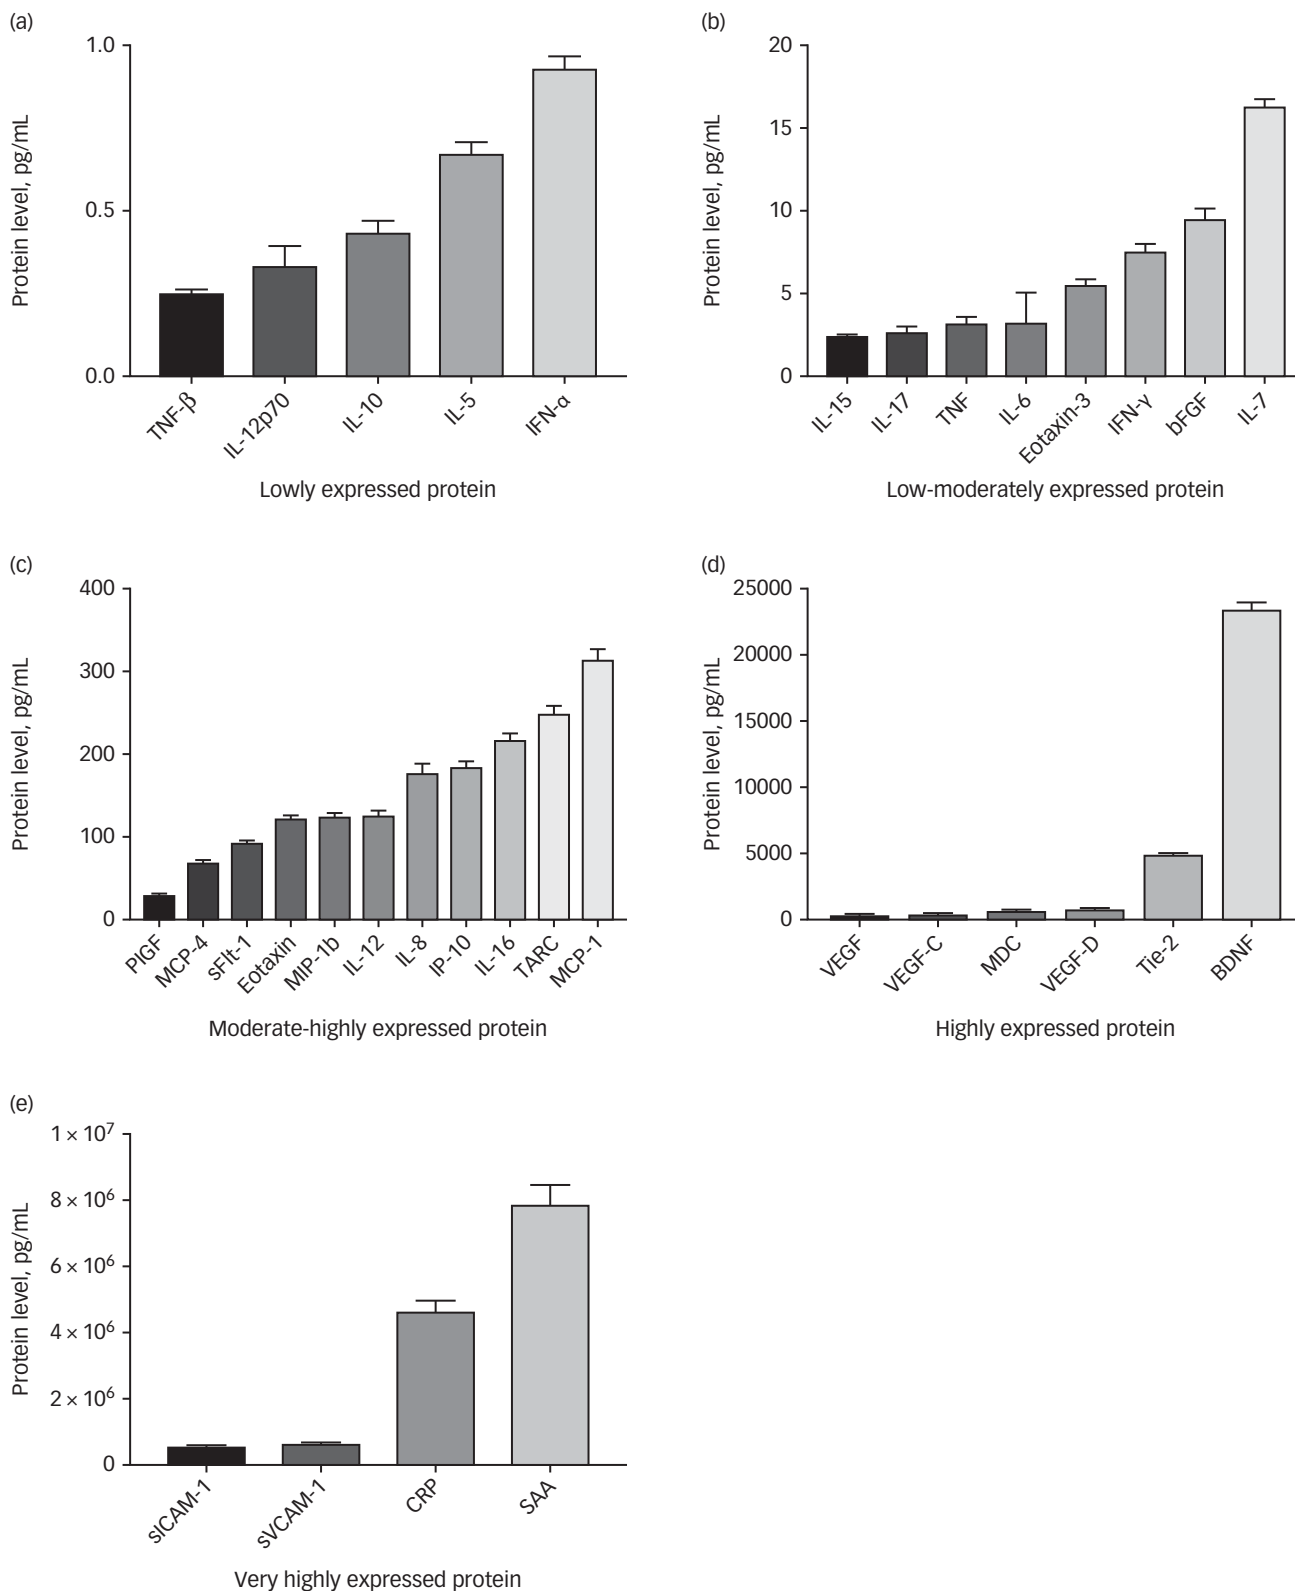 (a)
Protein level, pg/mL
1.0
0.5
0.0
TNF-β
IL-12p70
IL-10
IL-5
IFN-α
Lowly expressed protein
(b)
Protein level, pg/mL
20
15
10
5
0
IL-15
IL-17
TNF
IL-6
Eotaxin-3
IFN-γ
bFGF
IL-7
Low-moderately expressed protein
(c)
Protein level, pg/mL
400
300
200
100
0
PIGF
MCP-4
sFlt-1
Eotaxin
MIP-1b
IL-12
IL-8
IP-10
IL-16
TARC
MCP-1
Moderate-highly expressed protein
(d)
Protein level, pg/mL
25000
20000
15000
10000
5000
0
VEGF
VEGF-C
MDC
VEGF-D
Tie-2
BDNF
Highly expressed protein
(e)
Protein level, pg/mL
1 × 10⁷
8 × 10⁶
6 × 10⁶
4 × 10⁶
2 × 10⁶
0
sICAM-1
sVCAM-1
CRP
SAA
Very highly expressed protein